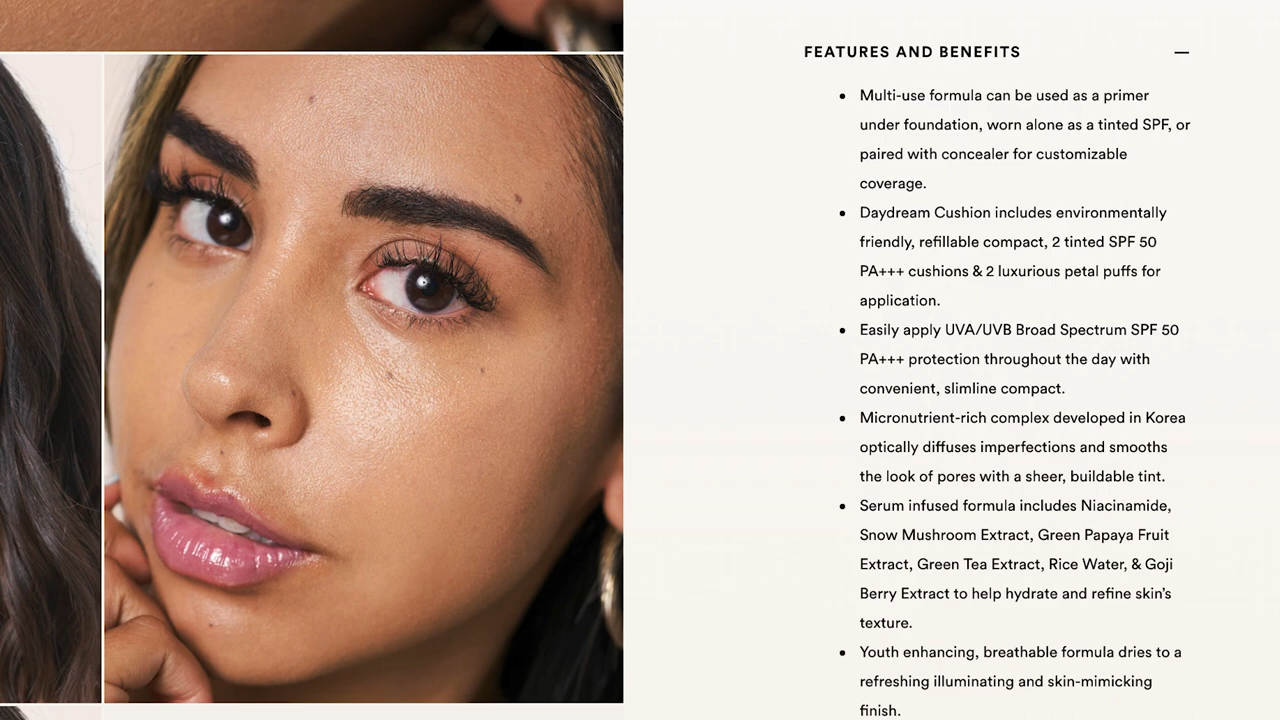 FEATURES AND BENEFITS
Multi-use formula can be used as a primer
under foundation, worn alone as a tinted SPF, or
paired with concealer for customizable
coverage.
Daydream Cushion includes environmentally
friendly, refillable compact, 2 tinted SPF 50
PA+++ cushions & 2 luxurious petal puffs for
application.
Easily apply UVA/UVB Broad Spectrum SPF 50
PA+++ protection throughout the day with
convenient, slimline compact.
Micronutrient-rich complex developed in Korea
optically diffuses imperfections and smooths
the look of pores with a sheer, buildable tint.
Serum infused formula includes Niacinamide,
Snow Mushroom Extract, Green Papaya Fruit
Extract, Green Tea Extract, Rice Water, & Goji
Berry Extract to help hydrate and refine skin’s
texture.
Youth enhancing, breathable formula dries to a
refreshing illuminating and skin-mimicking
finish.